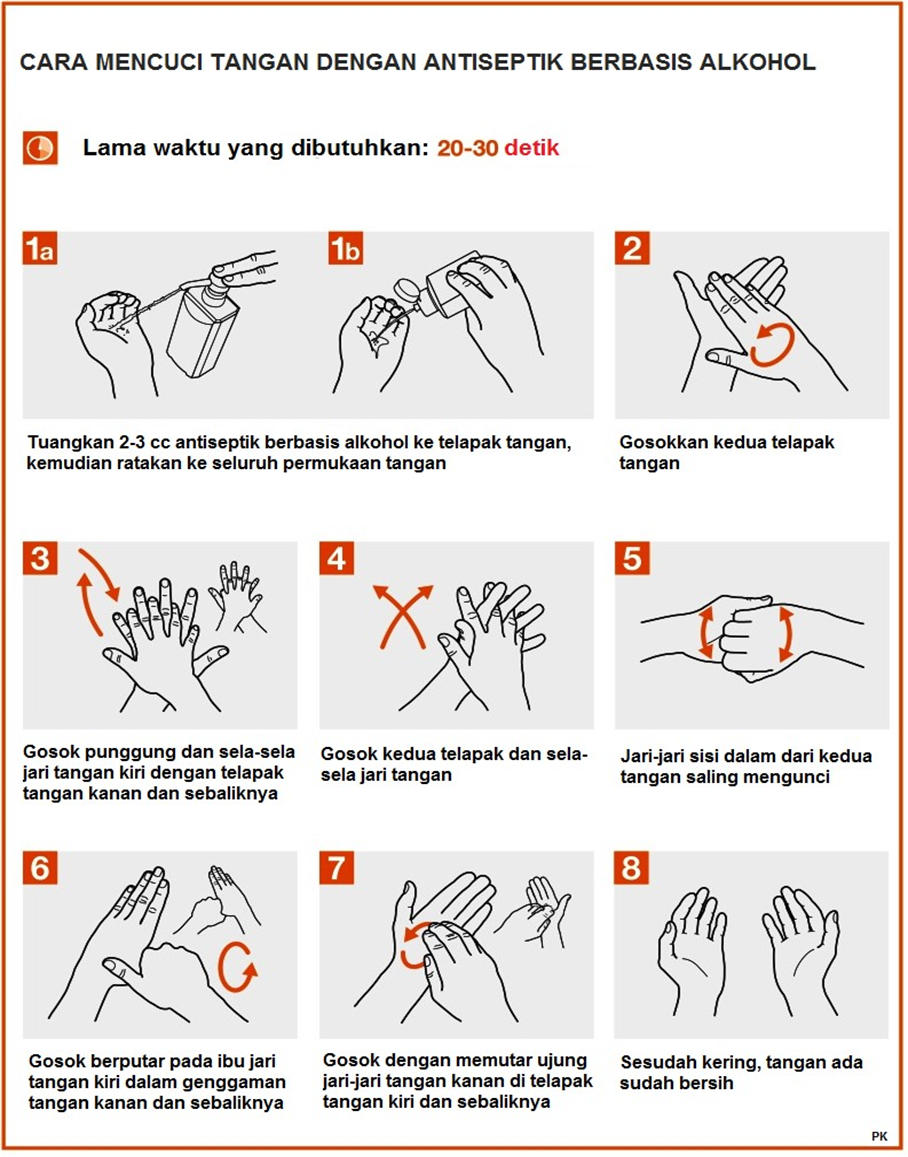 CARA MENCUCI TANGAN DENGAN ANTISEPTIK BERBASIS ALKOHOL
Lama waktu yang dibutuhkan: 20-30 detik
1a
1b
Tuangkan 2-3 cc antiseptik berbasis alkohol ke telapak tangan,
kemudian ratakan ke seluruh permukaan tangan
2
Gosokkan kedua telapak
tangan
3
Gosok punggung dan sela-sela
jari tangan kiri dengan telapak
tangan kanan dan sebaliknya
4
Gosok kedua telapak dan sela-
sela jari tangan
5
Jari-jari sisi dalam dari kedua
tangan saling mengunci
6
Gosok berputar pada ibu jari
tangan kiri dalam genggaman
tangan kanan dan sebaliknya
7
Gosok dengan memutar ujung
jari-jari tangan kanan di telapak
tangan kiri dan sebaliknya
8
Sesudah kering, tangan ada
sudah bersih
PK